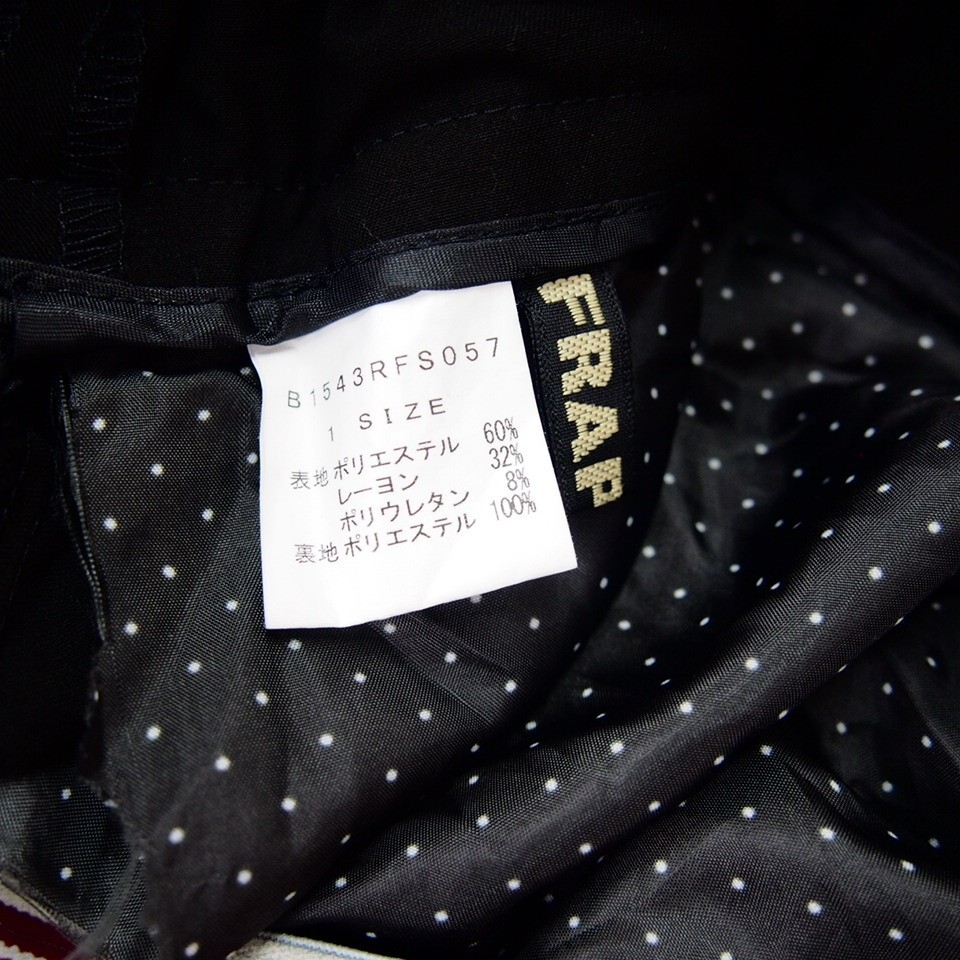 B1543RFS057
1 SIZE
表地 ポリエステル 60%
レーヨン 32%
ポリウレタン 8%
裏地 ポリエステル 100%
FRAP